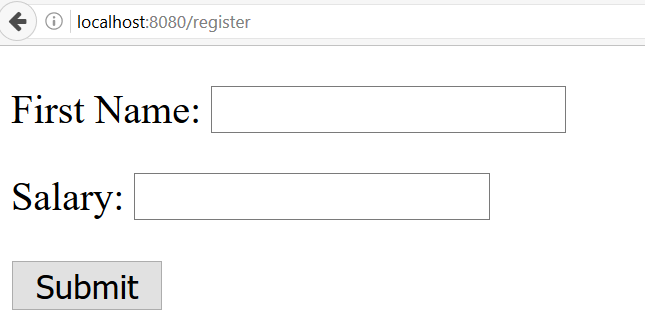 localhost:8080/register
First Name:
Salary:
Submit